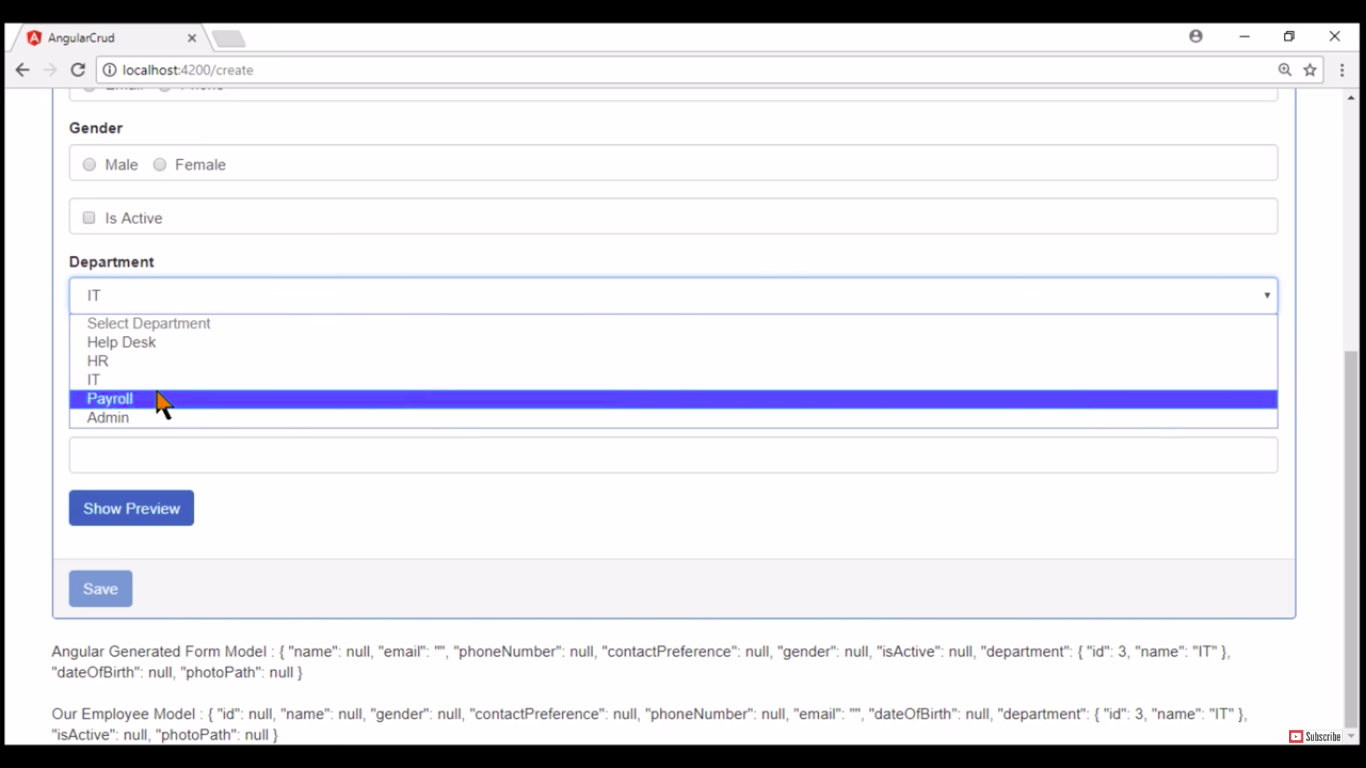 AngularCrud
localhost:4200/create
Email Phone
Gender
Male Female
Is Active
Department
IT
Select Department
Help Desk
HR
IT
Payroll
Admin
Show Preview
Save
Angular Generated Form Model : { "name": null, "email": "", "phoneNumber": null, "contactPreference": null, "gender": null, "isActive": null, "department": { "id": 3, "name": "IT" },
"dateOfBirth": null, "photoPath": null }
Our Employee Model : { "id": null, "name": null, "gender": null, "contactPreference": null, "phoneNumber": null, "email": "", "dateOfBirth": null, "department": { "id": 3, "name": "IT" },
"isActive": null, "photoPath": null }
Subscribe